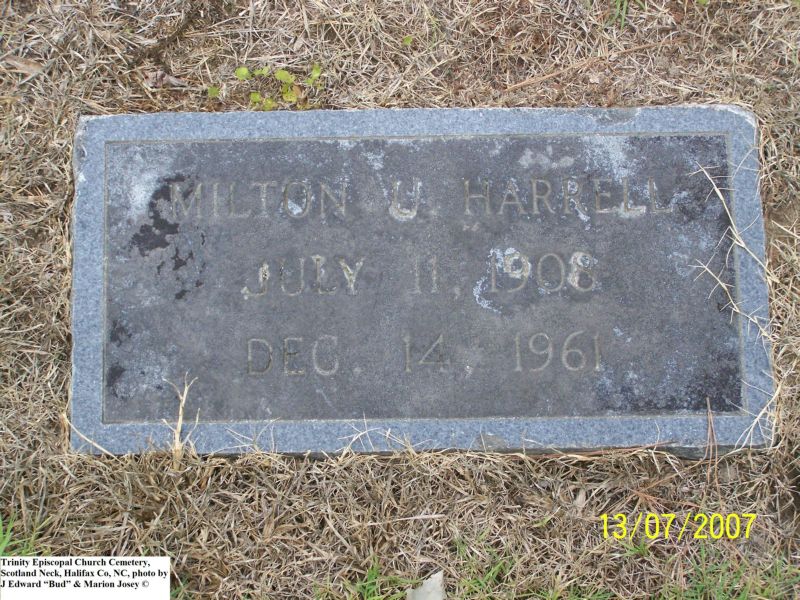 MILTON U. HARRELL
JULY 11, 1908
DEC. 14, 1961
13/07/2007
Trinity Episcopal Church Cemetery,
Scotland Neck, Halifax Co, NC, photo by
J Edward “Bud” & Marion Josey ©